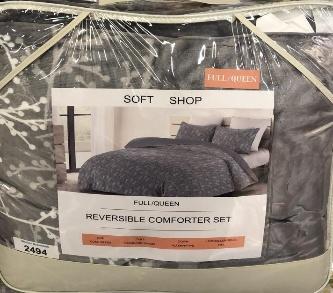 FULL/QUEEN
SOFT SHOP
FULL/QUEEN
REVERSIBLE COMFORTER SET
2494